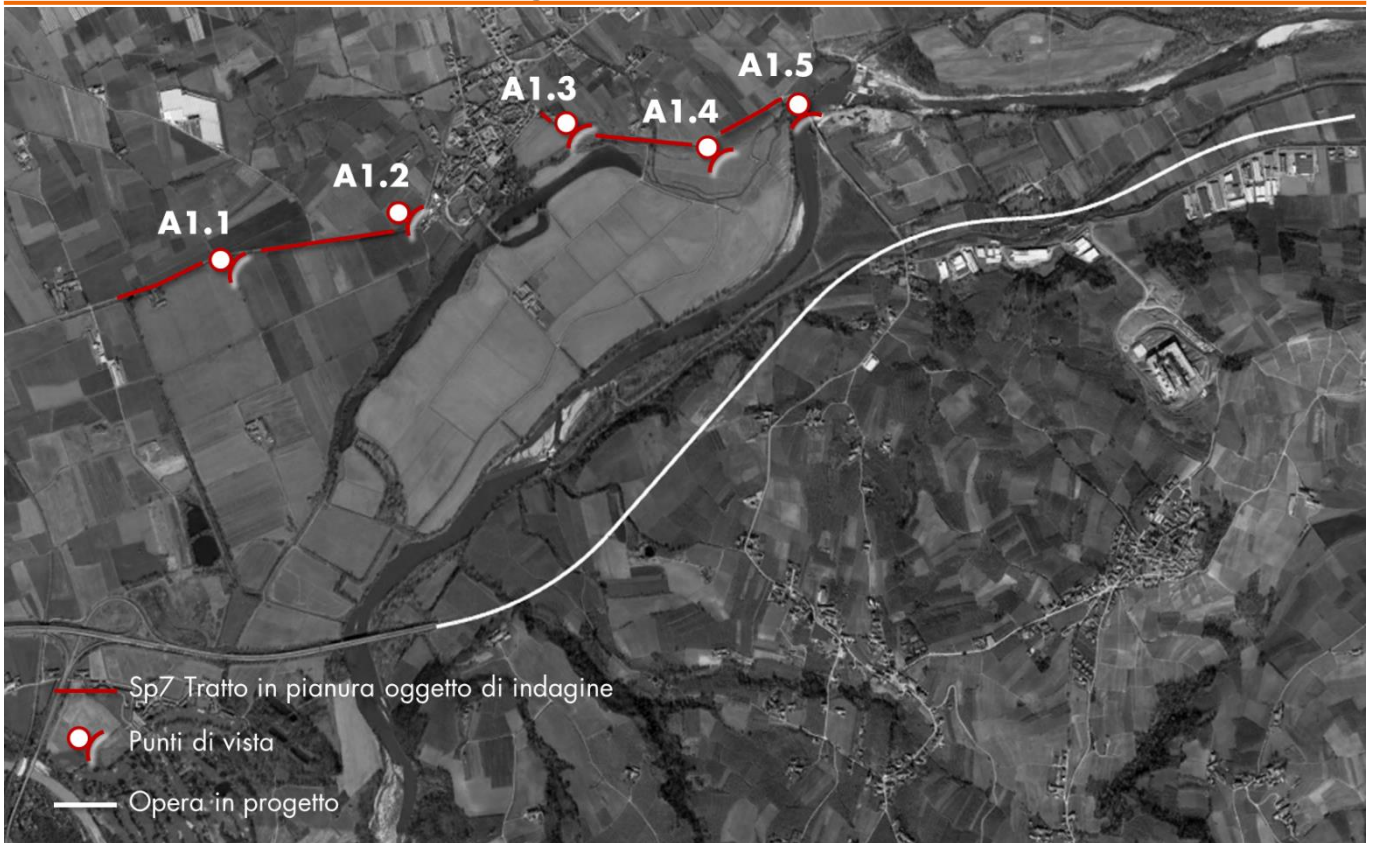 A1.5
A1.3
A1.4
A1.2
A1.1
Sp7 Tratto in pianura oggetto di indagine
Punti di vista
Opera in progetto